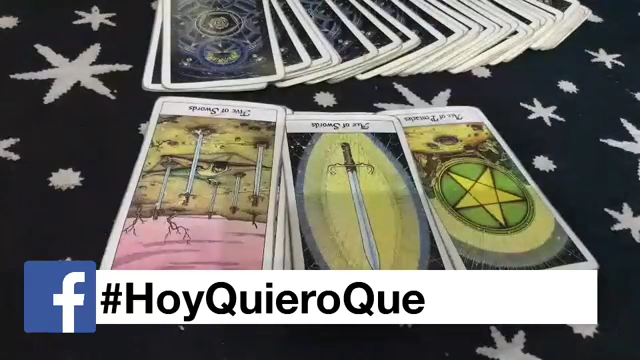 Five of Swords
Ace of Swords
Ace of Pentacles
#HoyQuieroQue